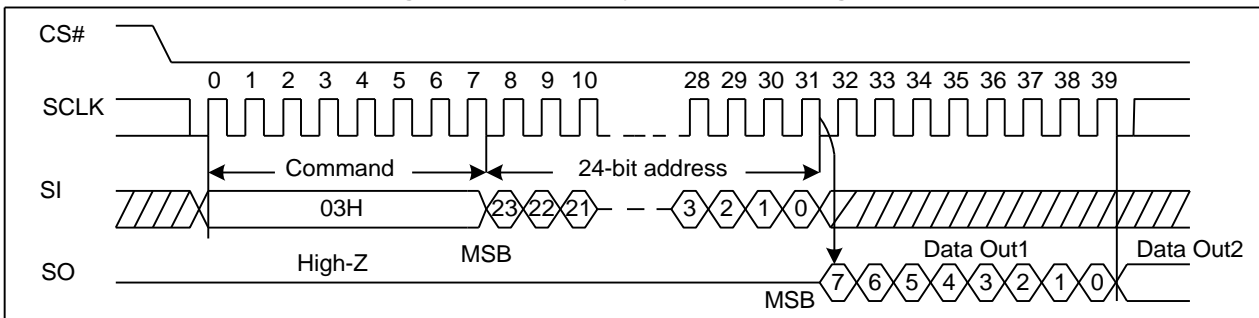 CS#
0 1 2 3 4 5 6 7 8 9 10 28 29 30 31 32 33 34 35 36 37 38 39
SCLK
Command 24-bit address
SI
03H 23 22 21 3 2 1 0
High-Z MSB Data Out1 Data Out2
SO
MSB 7 6 5 4 3 2 1 0